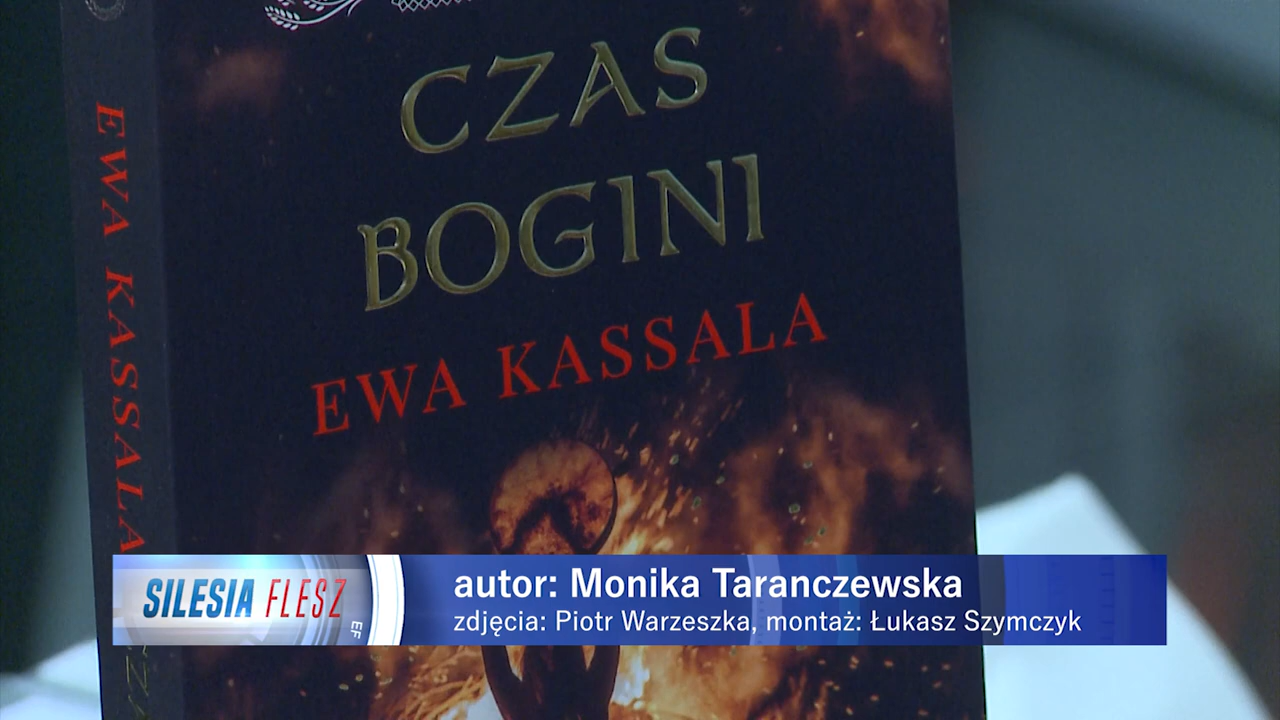 CZAS
BOGINI
EWA KASSALA
EWA KASSALA
SILESIA FLESZ
autor: Monika Taranczewska
zdjęcia: Piotr Warzeszka, montaż: Łukasz Szymczyk